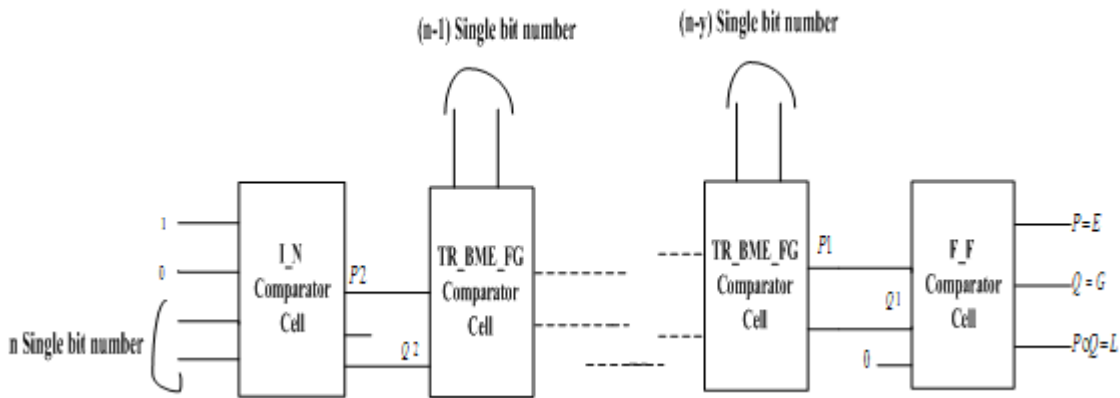 (n-1) Single bit number
(n-y) Single bit number
1
0
n Single bit number
I_N
Comparator
Cell
P2
Q2
TR_BME_FG
Comparator
Cell
TR_BME_FG
Comparator
Cell
P1
Q1
0
F_F
Comparator
Cell
P=E
Q=G
PoQ=L